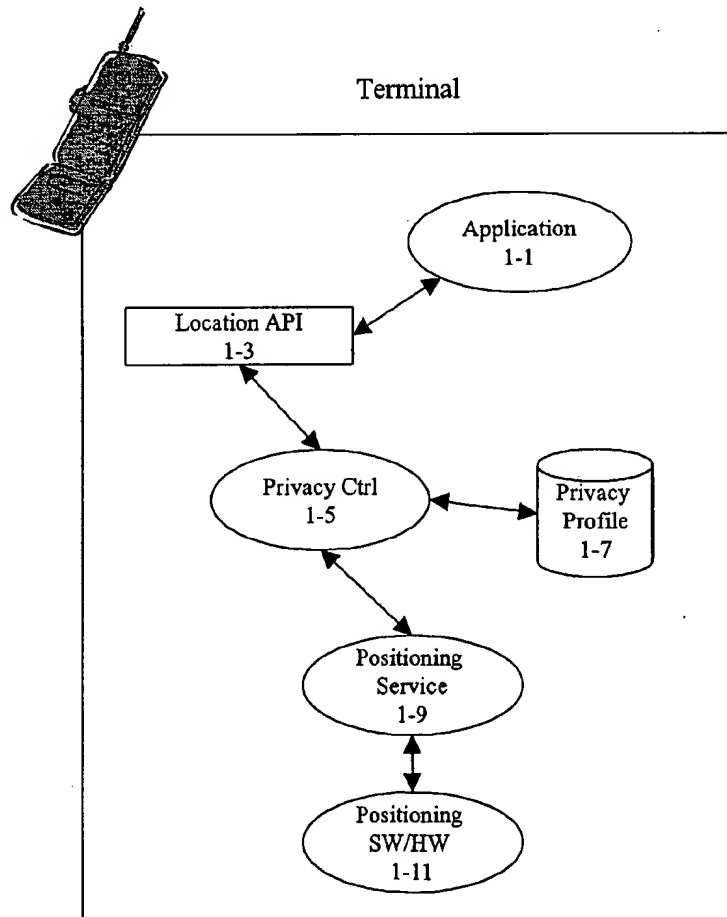 Terminal
Application
1-1
Location API
1-3
Privacy Ctrl
1-5
Privacy
Profile
1-7
Positioning
Service
1-9
Positioning
SW/HW
1-11